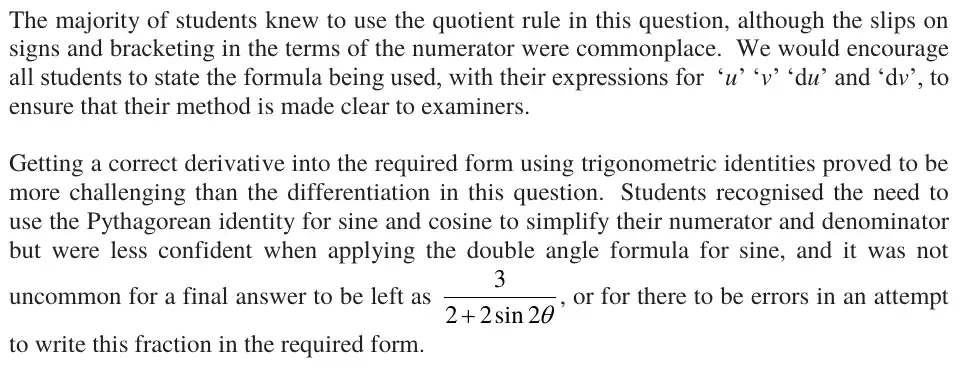 The majority of students knew to use the quotient rule in this question, although the slips on
signs and bracketing in the terms of the numerator were commonplace. We would encourage
all students to state the formula being used, with their expressions for ‘u’ ‘v’ ‘du’ and ‘dv’, to
ensure that their method is made clear to examiners.
Getting a correct derivative into the required form using trigonometric identities proved to be
more challenging than the differentiation in this question. Students recognised the need to
use the Pythagorean identity for sine and cosine to simplify their numerator and denominator
but were less confident when applying the double angle formula for sine, and it was not
uncommon for a final answer to be left as 3/(2+2sin 2θ), or for there to be errors in an attempt
to write this fraction in the required form.